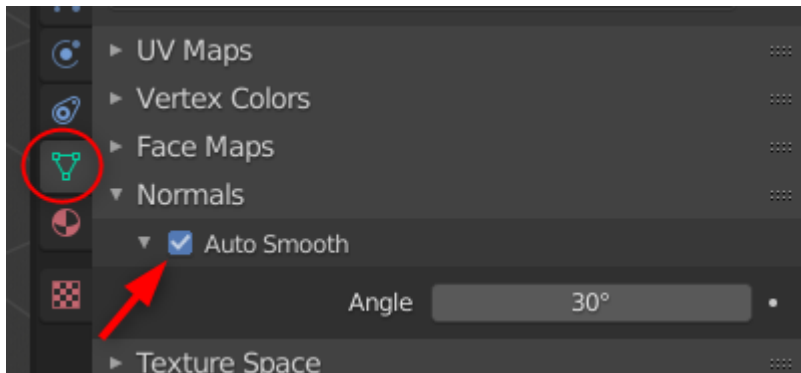 UV Maps
Vertex Colors
Face Maps
Normals
Auto Smooth
Angle 30°
Texture Space